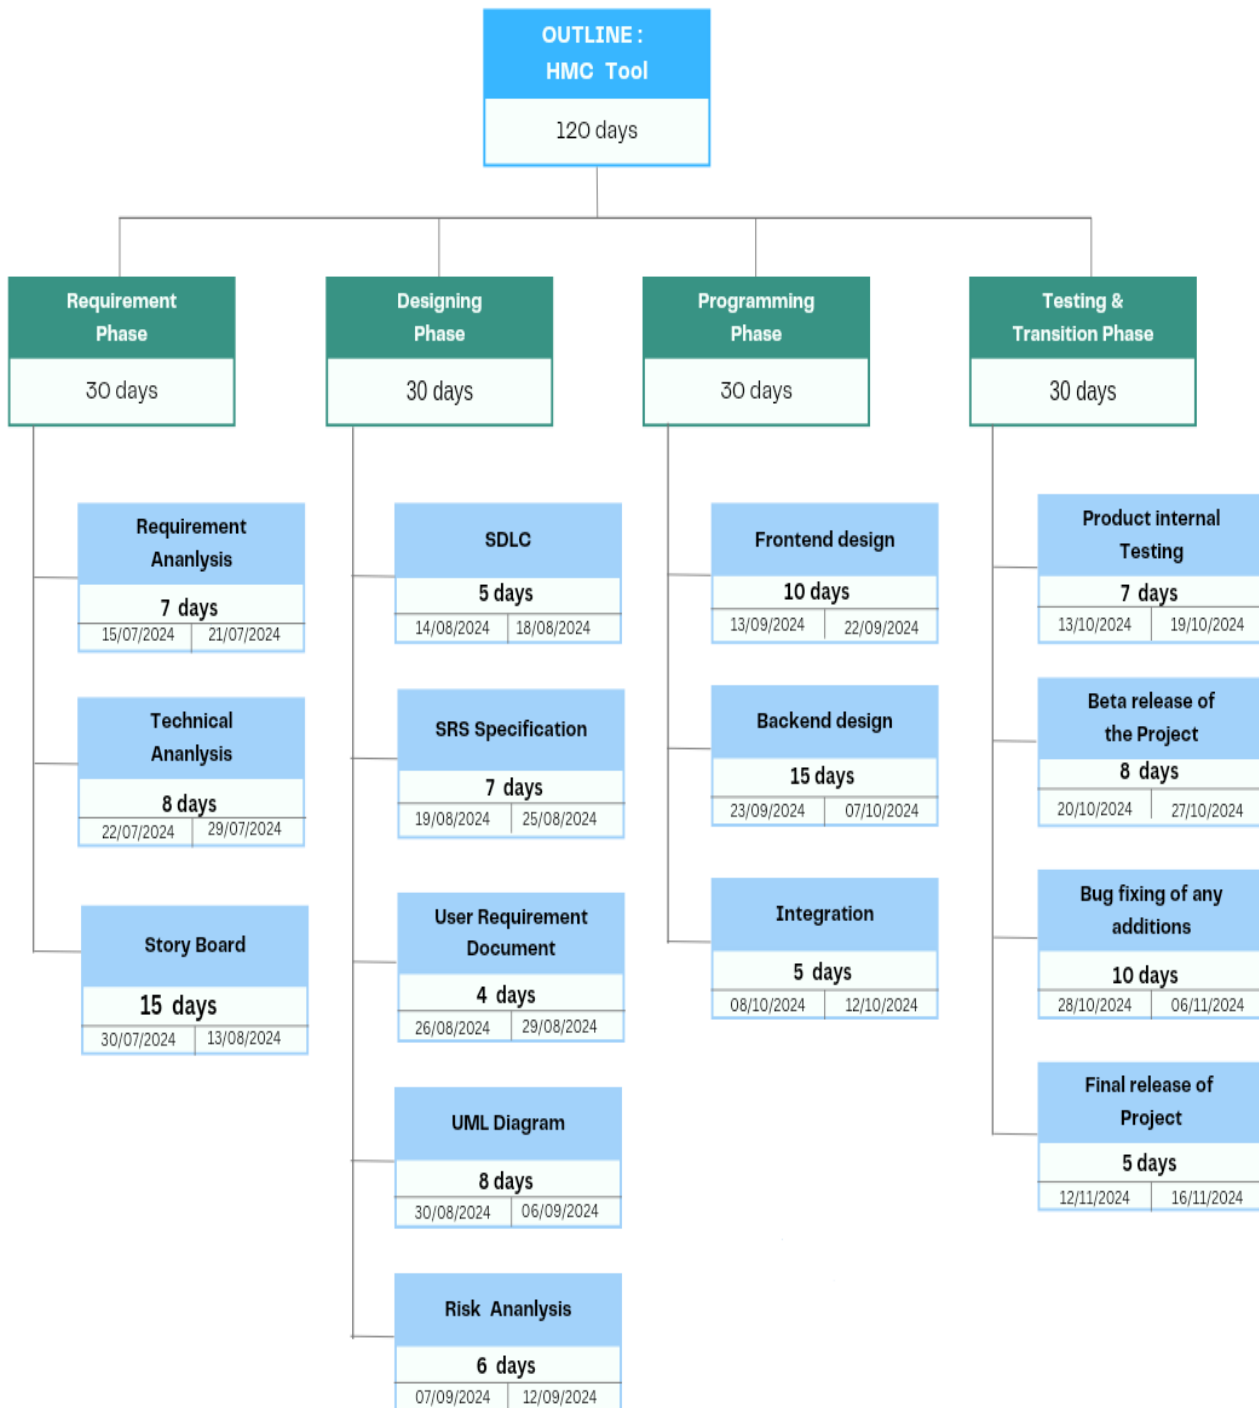 OUTLINE :
HMC Tool
120 days
Requirement
Phase
30 days
Designing
Phase
30 days
Programming
Phase
30 days
Testing &
Transition Phase
30 days
Requirement
Ananlysis
7 days
15/07/2024 21/07/2024
Technical
Ananlysis
8 days
22/07/2024 29/07/2024
Story Board
15 days
30/07/2024 13/08/2024
SDLC
5 days
14/08/2024 18/08/2024
SRS Specification
7 days
19/08/2024 25/08/2024
User Requirement
Document
4 days
26/08/2024 29/08/2024
UML Diagram
8 days
30/08/2024 06/09/2024
Risk Ananlysis
6 days
07/09/2024 12/09/2024
Frontend design
10 days
13/09/2024 22/09/2024
Backend design
15 days
23/09/2024 07/10/2024
Integration
5 days
08/10/2024 12/10/2024
Product internal
Testing
7 days
13/10/2024 19/10/2024
Beta release of
the Project
8 days
20/10/2024 27/10/2024
Bug fixing of any
additions
10 days
28/10/2024 06/11/2024
Final release of
Project
5 days
12/11/2024 16/11/2024